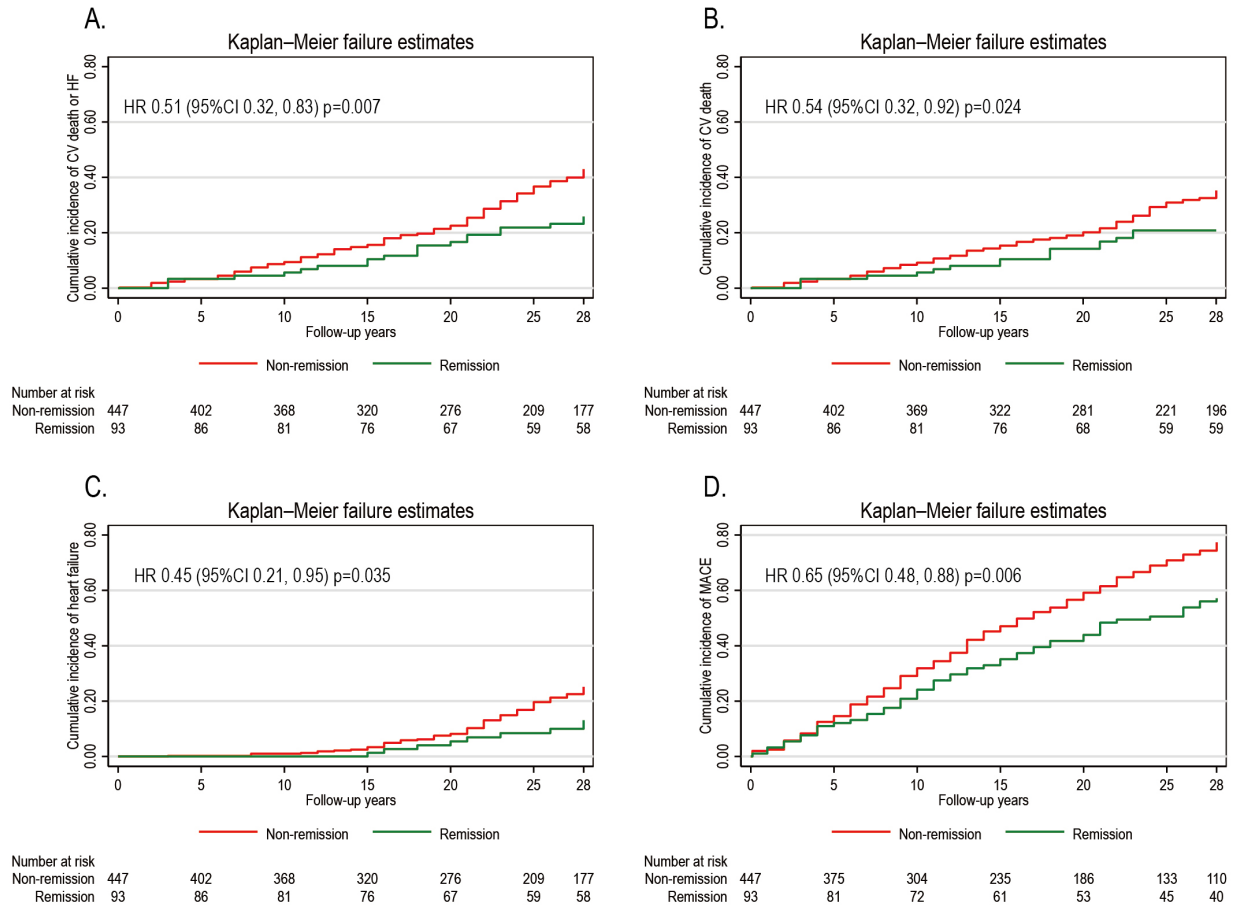 A.
Kaplan–Meier failure estimates
HR 0.51 (95%CI 0.32, 0.83) p=0.007
Cumulative incidence of CV death or HF
0.80
0.60
0.40
0.20
0.00
0 5 10 15 20 25 28
Follow-up years
Non-remission Remission
Number at risk
Non-remission 447 402 368 320 276 209 177
Remission 93 86 81 76 67 59 58
B.
Kaplan–Meier failure estimates
HR 0.54 (95%CI 0.32, 0.92) p=0.024
Cumulative incidence of CV death
0.80
0.60
0.40
0.20
0.00
0 5 10 15 20 25 28
Follow-up years
Non-remission Remission
Number at risk
Non-remission 447 402 369 322 281 221 196
Remission 93 86 81 76 68 59 59
C.
Kaplan–Meier failure estimates
HR 0.45 (95%CI 0.21, 0.95) p=0.035
Cumulative incidence of heart failure
0.80
0.60
0.40
0.20
0.00
0 5 10 15 20 25 28
Follow-up years
Non-remission Remission
Number at risk
Non-remission 447 402 368 320 276 209 177
Remission 93 86 81 76 67 59 58
D.
Kaplan–Meier failure estimates
HR 0.65 (95%CI 0.48, 0.88) p=0.006
Cumulative incidence of MACE
0.80
0.60
0.40
0.20
0.00
0 5 10 15 20 25 28
Follow-up years
Non-remission Remission
Number at risk
Non-remission 447 375 304 235 186 133 110
Remission 93 81 72 61 53 45 40